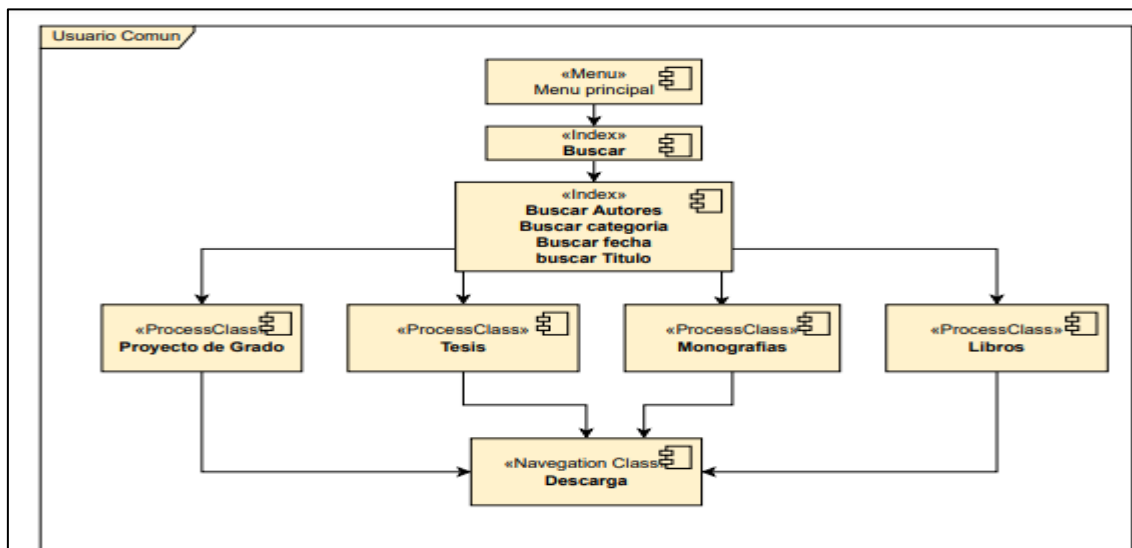 Usuario Comun
«Menu»
Menu principal
«Index»
Buscar
«Index»
Buscar Autores
Buscar categoria
Buscar fecha
buscar Titulo
«ProcessClass»
Proyecto de Grado
«ProcessClass»
Tesis
«ProcessClass»
Monografias
«ProcessClass»
Libros
«Navegation Class»
Descarga